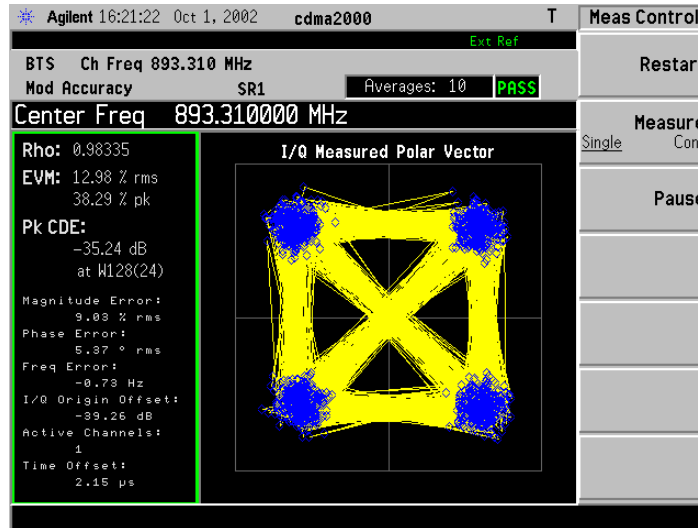 Agilent 16:21:22 Oct 1, 2002 cdma2000 T
Ext Ref
BTS Ch Freq 893.310 MHz
Mod Accuracy SR1 Averages: 10 PASS
Center Freq 893.310000 MHz
Rho: 0.98335
EVM: 12.98 % rms
38.29 % pk
Pk CDE:
-35.24 dB
at W128(24)
Magnitude Error:
9.03 % rms
Phase Error:
5.37 ° rms
Freq Error:
-0.73 Hz
I/Q Origin Offset:
-39.26 dB
Active Channels:
1
Time Offset:
2.15 µs
I/Q Measured Polar Vector
Meas Control
Restar
Measure
Single Con
Pause